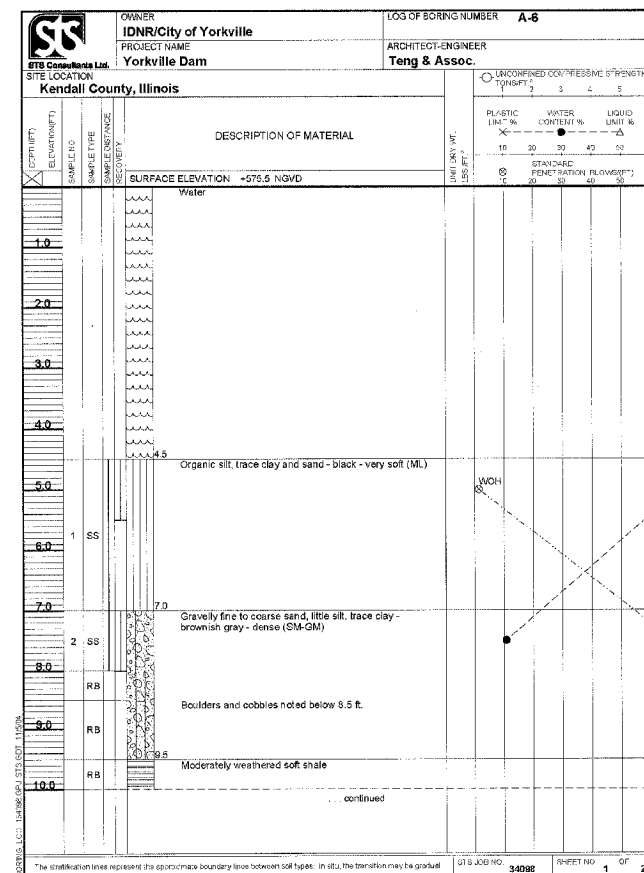 STS
STS Consultants Ltd.
OWNER
IDNR/City of Yorkville
LOG OF BORING NUMBER A-6
PROJECT NAME
Yorkville Dam
ARCHITECT-ENGINEER
Teng & Assoc.
SITE LOCATION
Kendall County, Illinois
UNCONFINED COMPRESSIVE STRENGTH
TONS/FT.²
1 2 3 4 5
PLASTIC LIMIT %
WATER CONTENT %
LIQUID LIMIT %
10 20 30 40 50
STANDARD
PENETRATION BLOWS/(FT)
10 20 30 40 50
DEPTH(FT)
ELEVATION(FT)
SAMPLE NO.
SAMPLE TYPE
SAMPLE DISTANCE
RECOVERY
DESCRIPTION OF MATERIAL
UNIT DRY WT.
LBS./FT.³
SURFACE ELEVATION +575.5 NGVD
Water
1.0
2.0
3.0
4.0
4.5
Organic silt, trace clay and sand - black - very soft (ML)
5.0
WOH
1 SS
6.0
7.0
7.0
Gravelly fine to coarse sand, little silt, trace clay -
brownish gray - dense (SM-GM)
2 SS
8.0
RB
Boulders and cobbles noted below 8.5 ft.
9.0
RB
9.5
Moderately weathered soft shale
RB
10.0
... continued
The stratification lines represent the approximate boundary lines between soil types: in situ, the transition may be gradual
STS JOB NO. 34098
SHEET NO. 1 OF 2